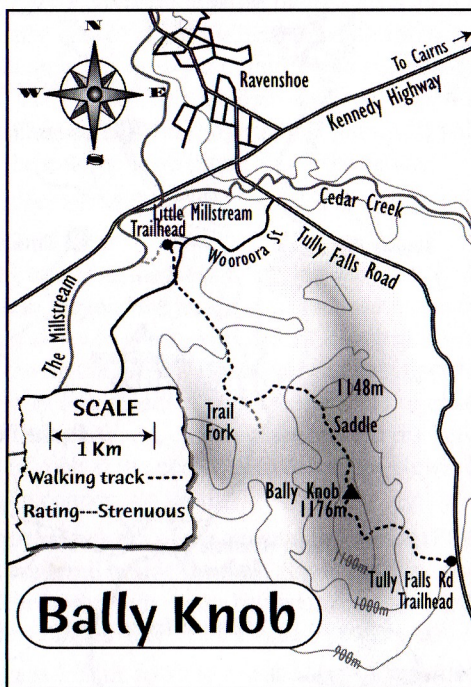 N
W
E
S
Ravenshoe
To Cairns
Kennedy Highway
Cedar Creek
Little Millstream
Trailhead
Wooroora St
Tully Falls Road
The Millstream
SCALE
1 Km
Walking track
Rating---Strenuous
Trail
Fork
1148m
Saddle
Bally Knob
1176m
1100m
1000m
900m
Tully Falls Rd
Trailhead
Bally Knob